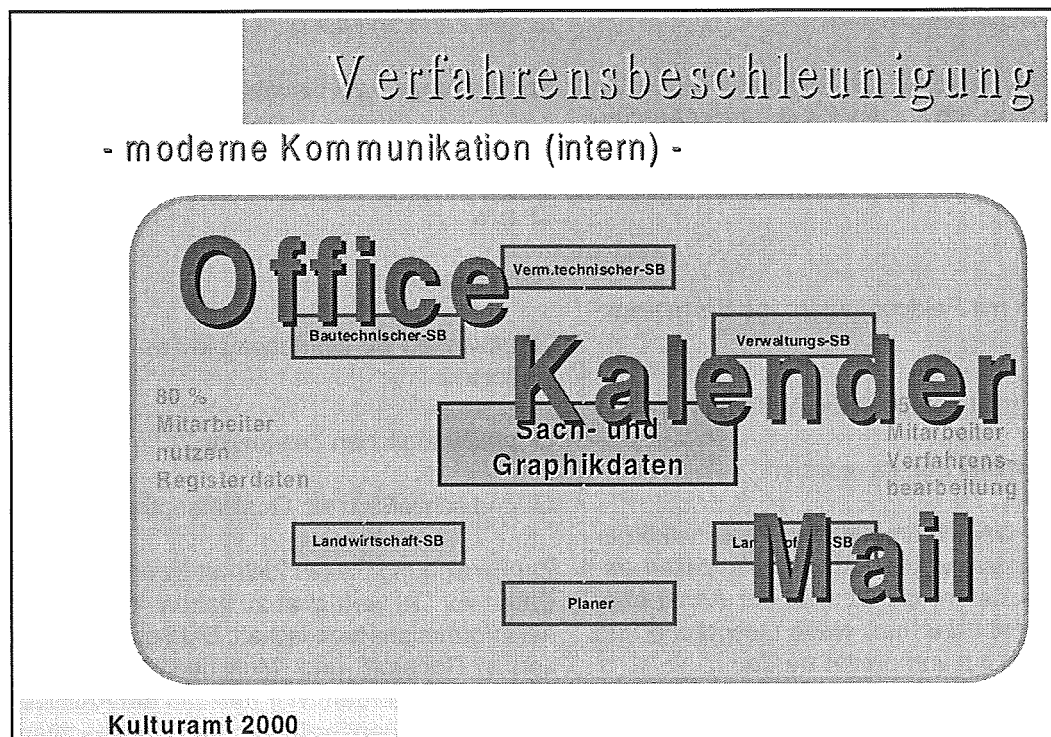 Verfahrensbeschleunigung
- moderne Kommunikation (intern) -
Office
Verm.technischer-SB
Bautechnischer-SB
Verwaltungs-SB
Kalender
80 %
Mitarbeiter
nutzen
Registerdaten
Sach- und
Graphikdaten
Mitarbeiter
Verfahrens-
bearbeitung
Landwirtschaft-SB
Mail
Planer
Kulturamt 2000